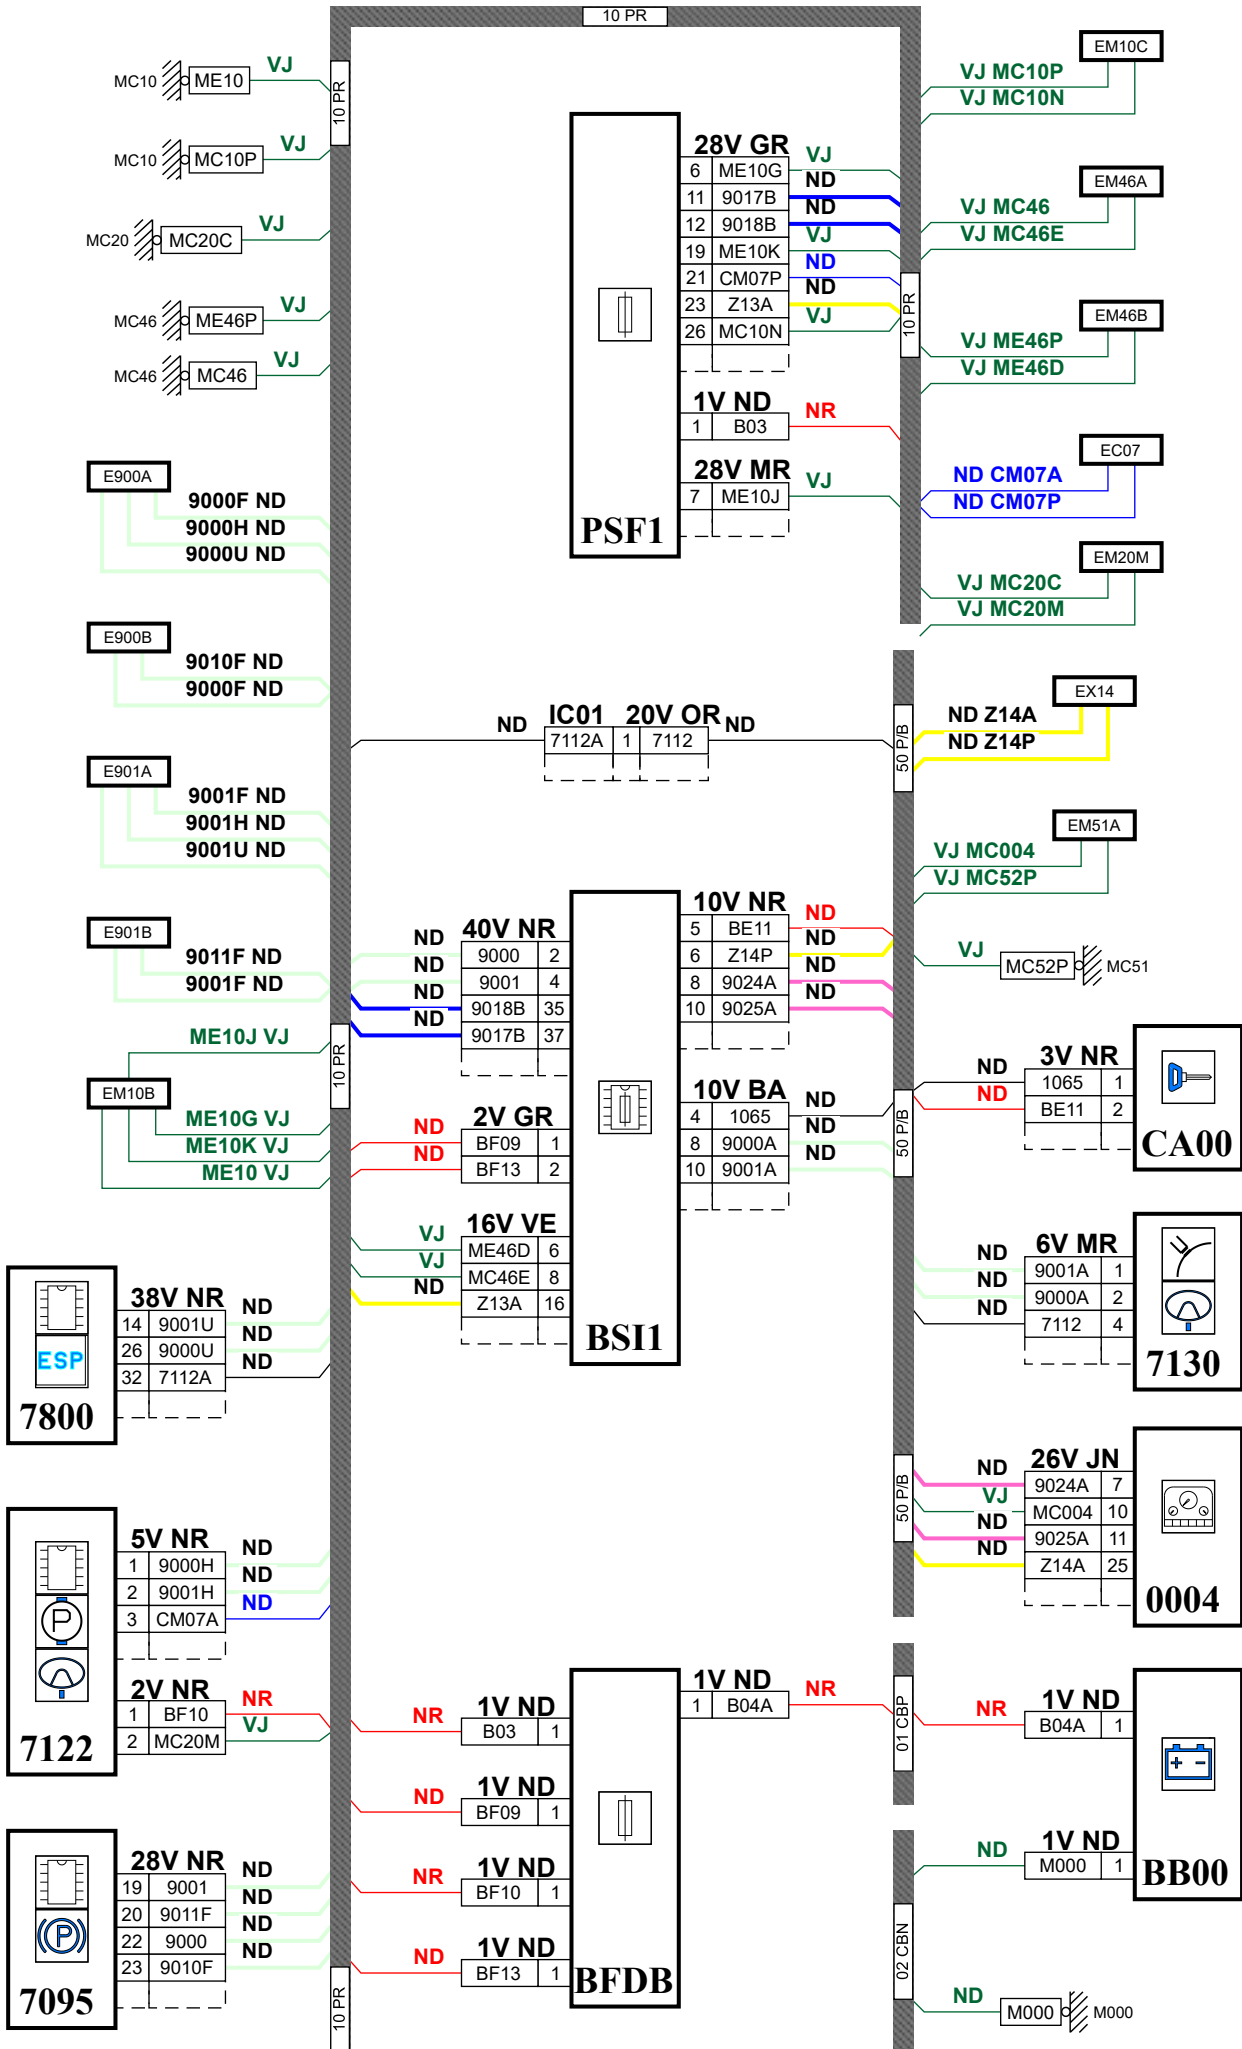 10 PR
MC10 ME10 VJ
10 PR
MC10 MC10P VJ
MC20 MC20C VJ
MC46 ME46P VJ
MC46 MC46 VJ
E900A
9000F ND
9000H ND
9000U ND
E900B
9010F ND
9000F ND
E901A
9001F ND
9001H ND
9001U ND
E901B
9011F ND
9001F ND
ME10J VJ
EM10B
10 PR
ME10G VJ
ME10K VJ
ME10 VJ
38V NR
14 9001U ND
26 9000U ND
32 7112A ND
ESP
7800
5V NR
1 9000H ND
2 9001H ND
3 CM07A ND
P
2V NR
1 BF10 NR
2 MC20M VJ
7122
28V NR
19 9001 ND
20 9011F ND
22 9000 ND
23 9010F ND
(P)
7095
10 PR
28V GR
6 ME10G VJ
11 9017B ND
12 9018B ND
19 ME10K VJ
21 CM07P ND
23 Z13A ND
26 MC10N VJ
1V ND
1 B03 NR
28V MR
7 ME10J VJ
PSF1
10 PR
ND IC01 20V OR ND
7112A 1 7112
40V NR
ND 9000 2
ND 9001 4
ND 9018B 35
ND 9017B 37
2V GR
ND BF09 1
ND BF13 2
16V VE
VJ ME46D 6
VJ MC46E 8
ND Z13A 16
10V NR
5 BE11 ND
6 Z14P ND
8 9024A ND
10 9025A ND
10V BA
4 1065 ND
8 9000A ND
10 9001A ND
BSI1
1V ND
NR B03 1
1V ND
ND BF09 1
1V ND
NR BF10 1
1V ND
ND BF13 1
1V ND
1 B04A NR
BFDB
EM10C
VJ MC10P
VJ MC10N
EM46A
VJ MC46
VJ MC46E
EM46B
VJ ME46P
VJ ME46D
EC07
ND CM07A
ND CM07P
EM20M
VJ MC20C
VJ MC20M
EX14
50 P/B
ND Z14A
ND Z14P
EM51A
VJ MC004
VJ MC52P
VJ MC52P MC51
50 P/B
3V NR
ND 1065 1
ND BE11 2
CA00
6V MR
ND 9001A 1
ND 9000A 2
ND 7112 4
7130
50 P/B
26V JN
ND 9024A 7
VJ MC004 10
ND 9025A 11
ND Z14A 25
0004
01 CBP
1V ND
NR B04A 1
+ -
1V ND
ND M000 1
BB00
02 CBN
ND M000 M000